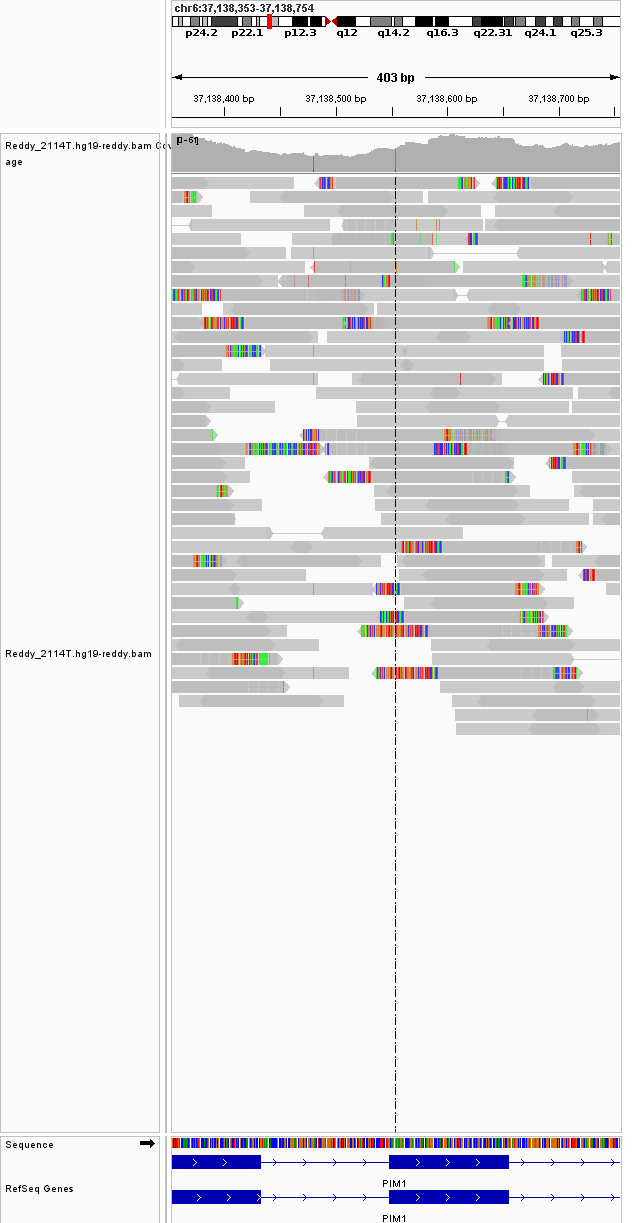 chr6:37,138,353-37,138,754
p24.2 p22.1 p12.3 q12 q14.2 q16.3 q22.31 q24.1 q25.3
403 bp
37,138,400 bp 37,138,500 bp 37,138,600 bp 37,138,700 bp
Reddy_2114T.hg19-reddy.bam Cov
age
[0-61]
Reddy_2114T.hg19-reddy.bam
Sequence
PIM1
RefSeq Genes
PIM1